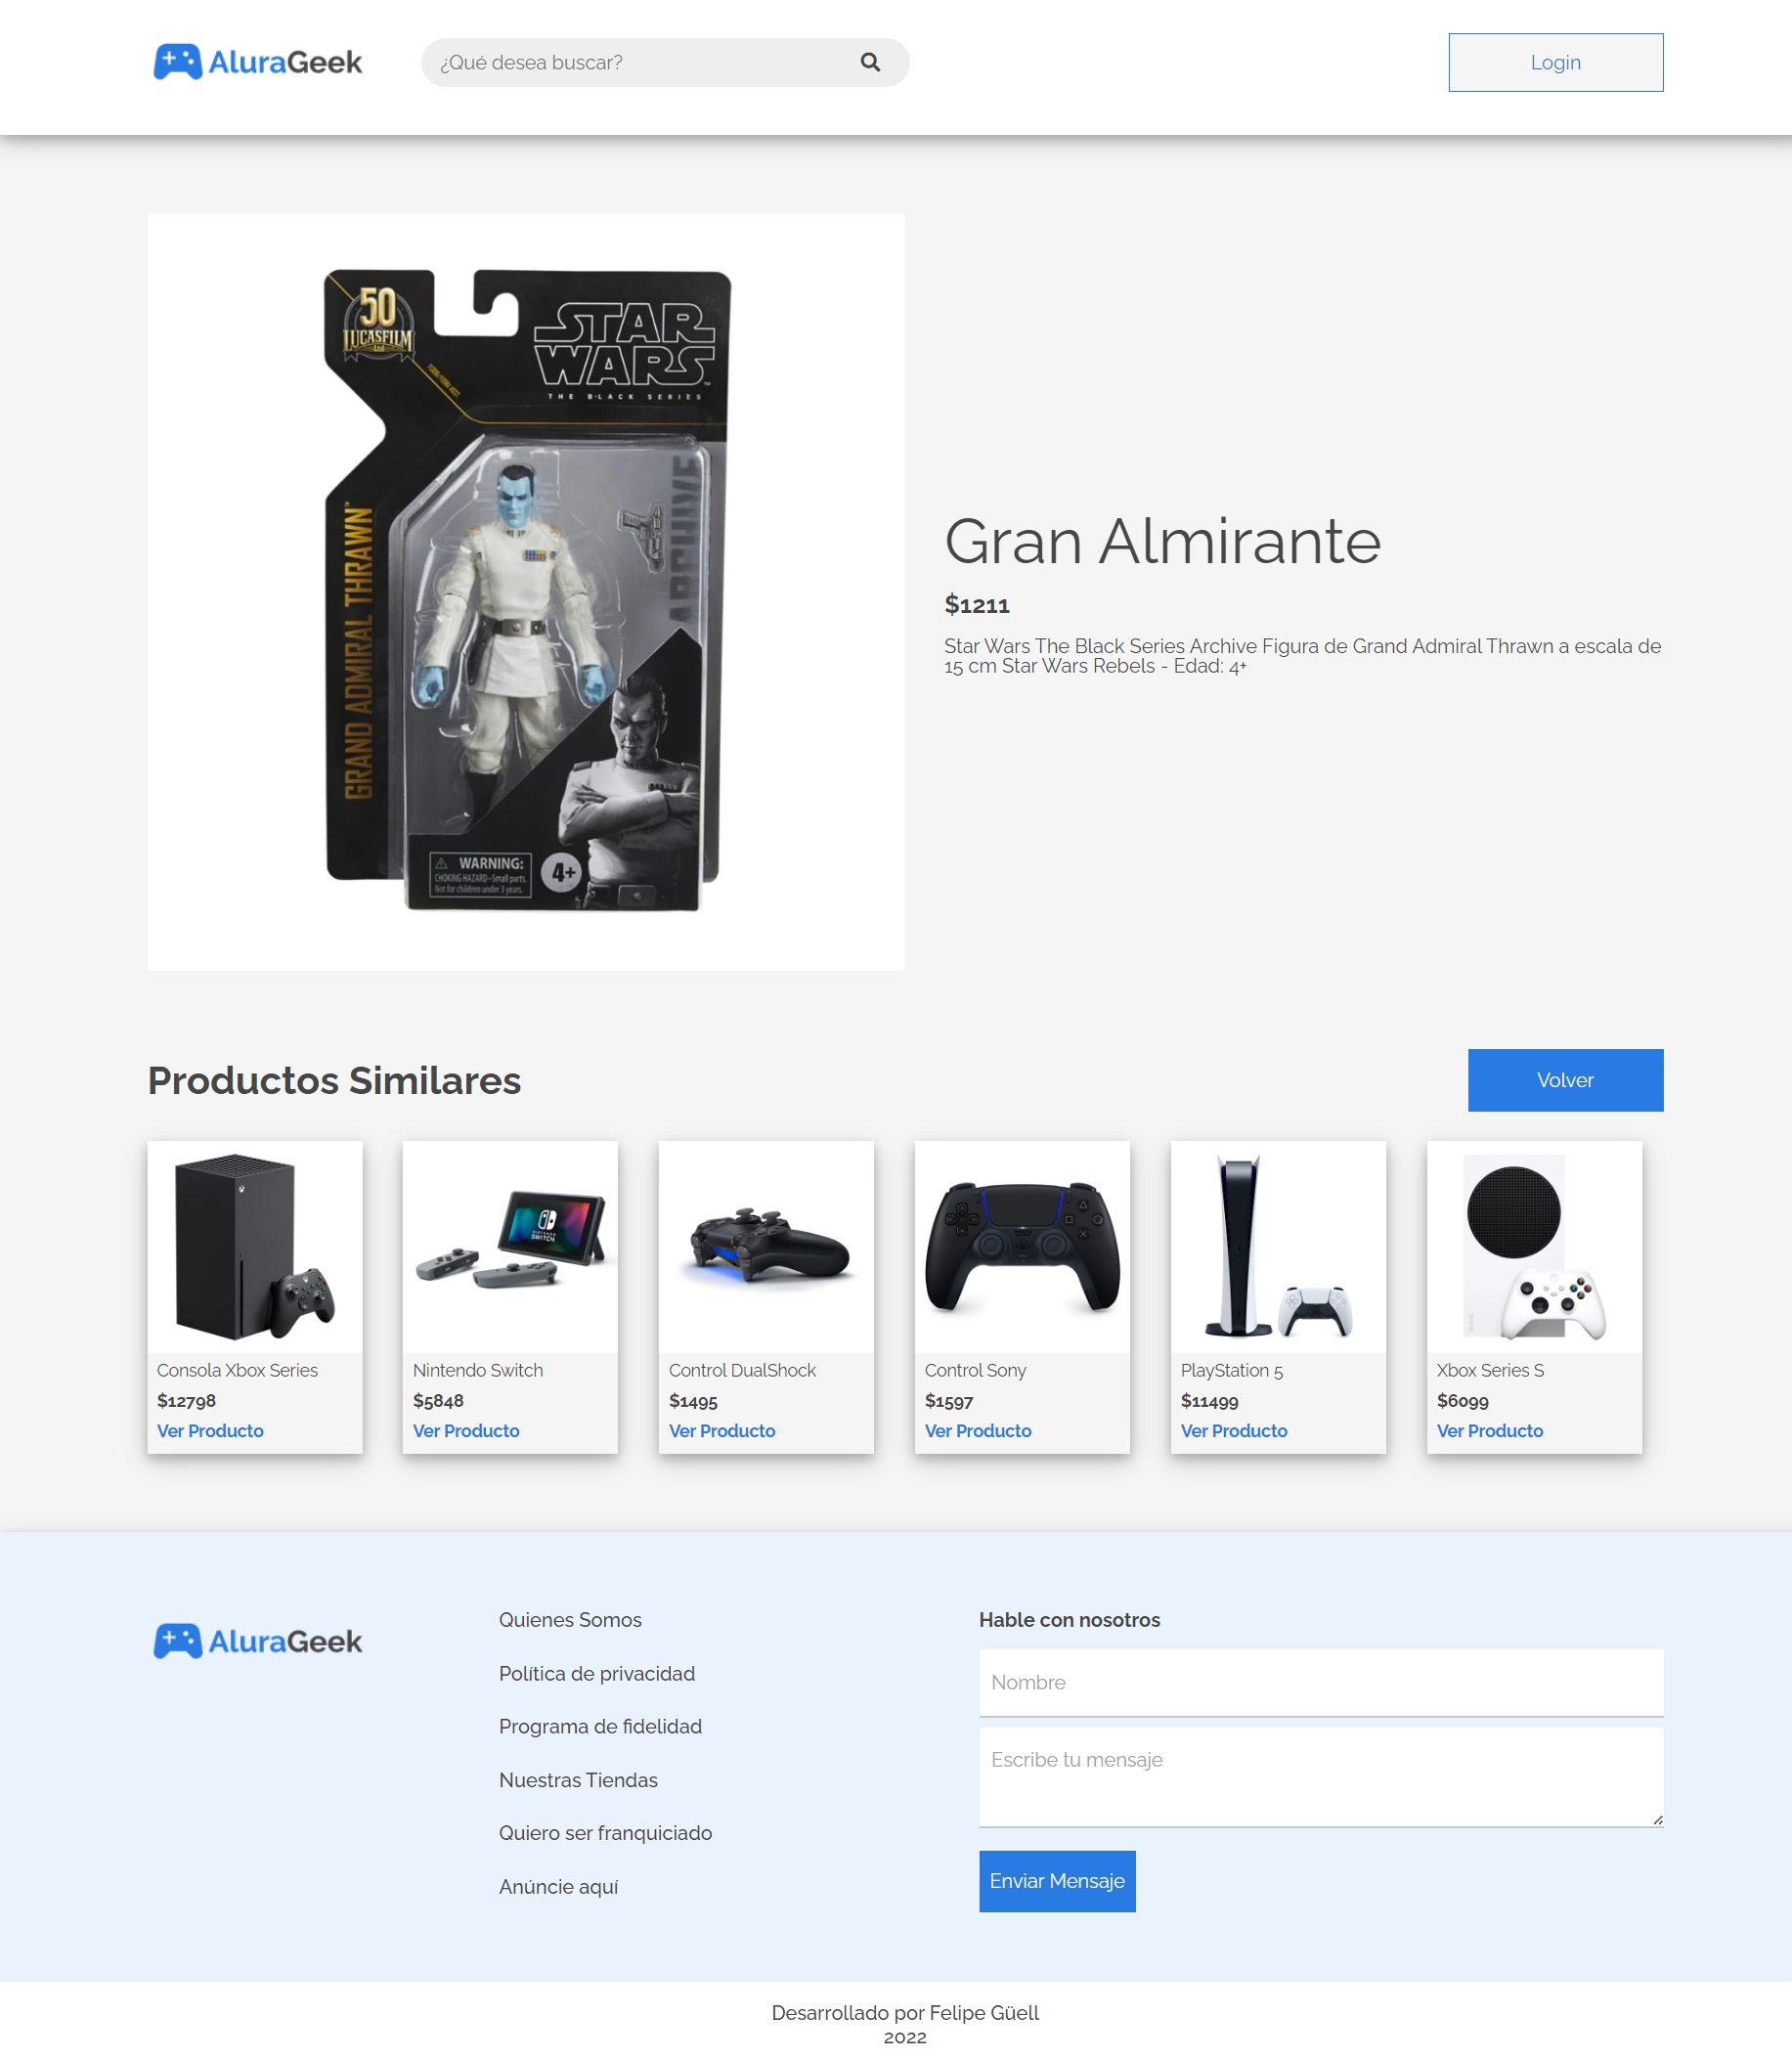 AluraGeek
¿Qué desea buscar?
Login
50
LUCASFILM
Ltd
STAR
WARS
THE BLACK SERIES
ARCHIVE
GRAND ADMIRAL THRAWN
WARNING:
CHOKING HAZARD–Small parts.
Not for children under 3 years.
4+
Gran Almirante
$1211
Star Wars The Black Series Archive Figura de Grand Admiral Thrawn a escala de
15 cm Star Wars Rebels - Edad: 4+
Productos Similares
Volver
NINTENDO
SWITCH
Consola Xbox Series
$12798
Ver Producto
Nintendo Switch
$5848
Ver Producto
Control DualShock
$1495
Ver Producto
Control Sony
$1597
Ver Producto
PlayStation 5
$11499
Ver Producto
Xbox Series S
$6099
Ver Producto
AluraGeek
Quienes Somos
Política de privacidad
Programa de fidelidad
Nuestras Tiendas
Quiero ser franquiciado
Anúncie aquí
Hable con nosotros
Nombre
Escribe tu mensaje
Enviar Mensaje
Desarrollado por Felipe Güell
2022